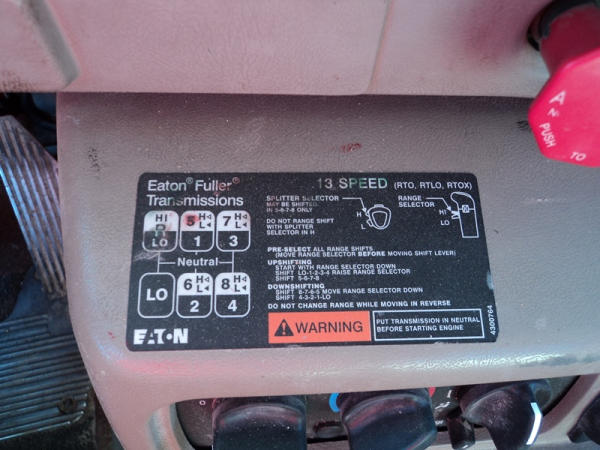 Eaton® Fuller®
Transmissions
13 SPEED (RTO, RTLO, RTOX)
SPLITTER SELECTOR
MAY BE SHIFTED
IN 5-6-7-8 ONLY
DO NOT RANGE SHIFT
WITH SPLITTER
SELECTOR IN H
H
L
RANGE
SELECTOR
HI
LO
HI
R
LO
5 H◄
L◄
1
7 H◄
L◄
3
Neutral
LO
6 H◄
L◄
2
8 H◄
L◄
4
PRE-SELECT ALL RANGE SHIFTS
(MOVE RANGE SELECTOR BEFORE MOVING SHIFT LEVER)
UPSHIFTING
START WITH RANGE SELECTOR DOWN
SHIFT LO-1-2-3-4 RAISE RANGE SELECTOR
SHIFT 5-6-7-8
DOWNSHIFTING
SHIFT 8-7-6-5 MOVE RANGE SELECTOR DOWN
SHIFT 4-3-2-1-LO
DO NOT CHANGE RANGE WHILE MOVING IN REVERSE
EATON
WARNING
PUT TRANSMISSION IN NEUTRAL
BEFORE STARTING ENGINE
4300764
PUSH
TO
O